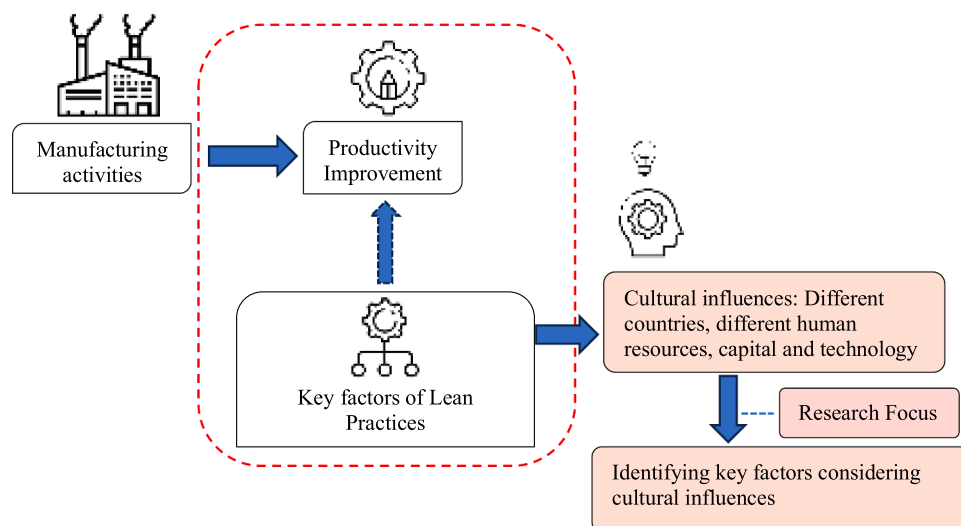 Manufacturing
activities
Productivity
Improvement
Key factors of Lean
Practices
Cultural influences: Different
countries, different human
resources, capital and technology
Research Focus
Identifying key factors considering
cultural influences